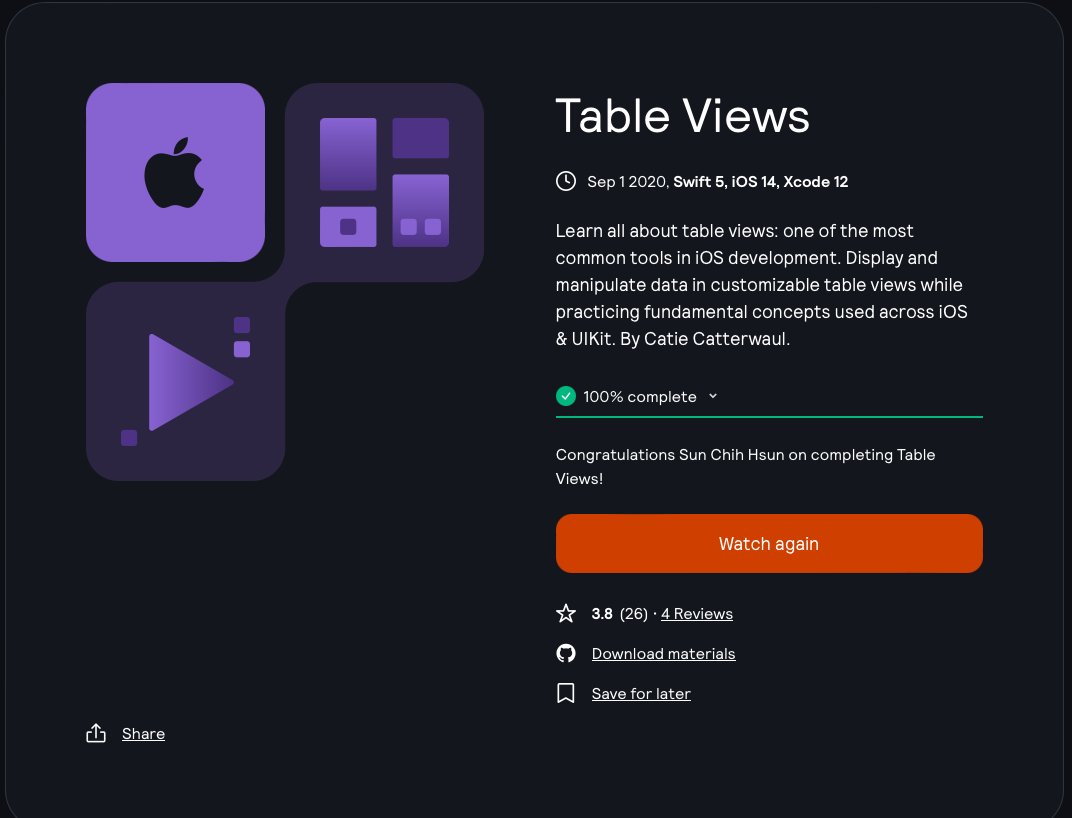 Table Views
Sep 1 2020, Swift 5, iOS 14, Xcode 12
Learn all about table views: one of the most
common tools in iOS development. Display and
manipulate data in customizable table views while
practicing fundamental concepts used across iOS
& UIKit. By Catie Catterwaul.
100% complete
Congratulations Sun Chih Hsun on completing Table
Views!
Watch again
3.8 (26) · 4 Reviews
Download materials
Save for later
Share